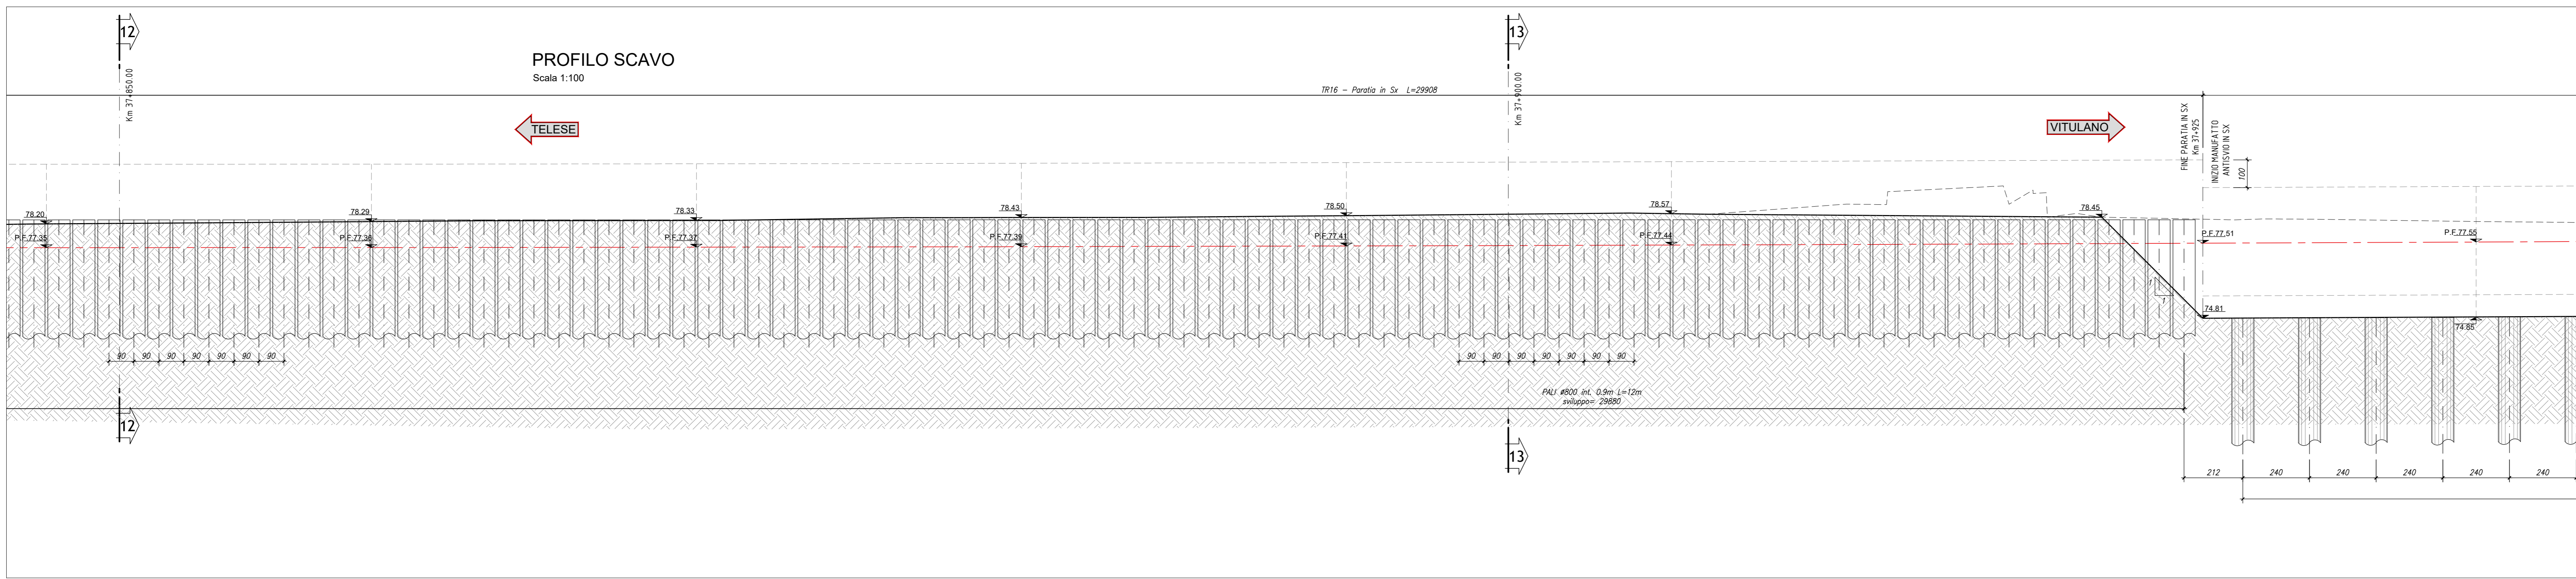 12
13
PROFILO SCAVO
Scala 1:100
Km 37+850.00
Km 37+900.00
TR16 – Paratia in Sx L=29908
TELESE
VITULANO
FINE PARATIA IN SX
Km 37+925
INIZIO MANUFATTO
ANTISVIO IN SX
100
78.20
78.29
78.33
78.43
78.50
78.57
78.45
P.F.77.35
P.F.77.36
P.F.77.37
P.F.77.39
P.F.77.41
P.F.77.44
P.F.77.51
P.F.77.55
1
1
74.81
74.85
90 90 90 90 90 90 90
90 90 90 90 90 90 90
PALI #800 int. 0.9m L=12m
sviluppo= 29880
12
13
212 240 240 240 240 240